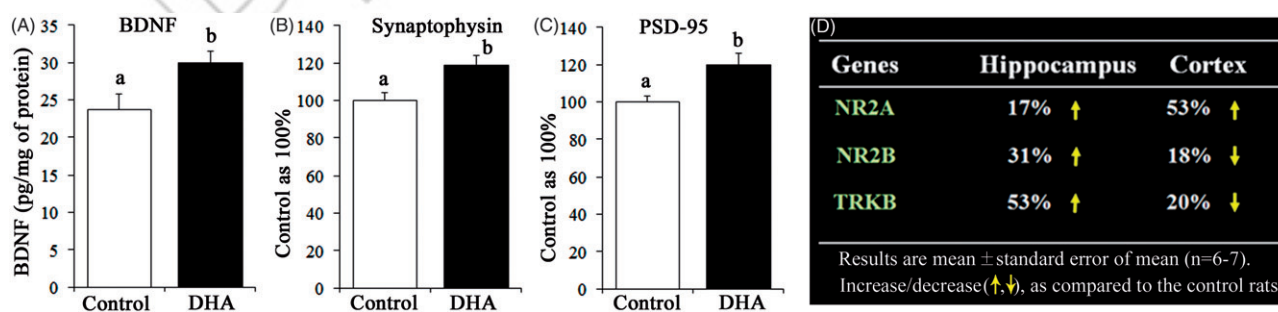 (A) BDNF
BDNF (pg/mg of protein)
35
30
25
20
15
10
5
0
a
b
Control DHA
(B) Synaptophysin
Control as 100%
140
120
100
80
60
40
20
0
a
b
Control DHA
(C) PSD-95
Control as 100%
140
120
100
80
60
40
20
0
a
b
Control DHA
(D)
Genes Hippocampus Cortex
NR2A 17% ↑ 53% ↑
NR2B 31% ↑ 18% ↓
TRKB 53% ↑ 20% ↓
Results are mean ±standard error of mean (n=6-7).
Increase/decrease(↑,↓), as compared to the control rats